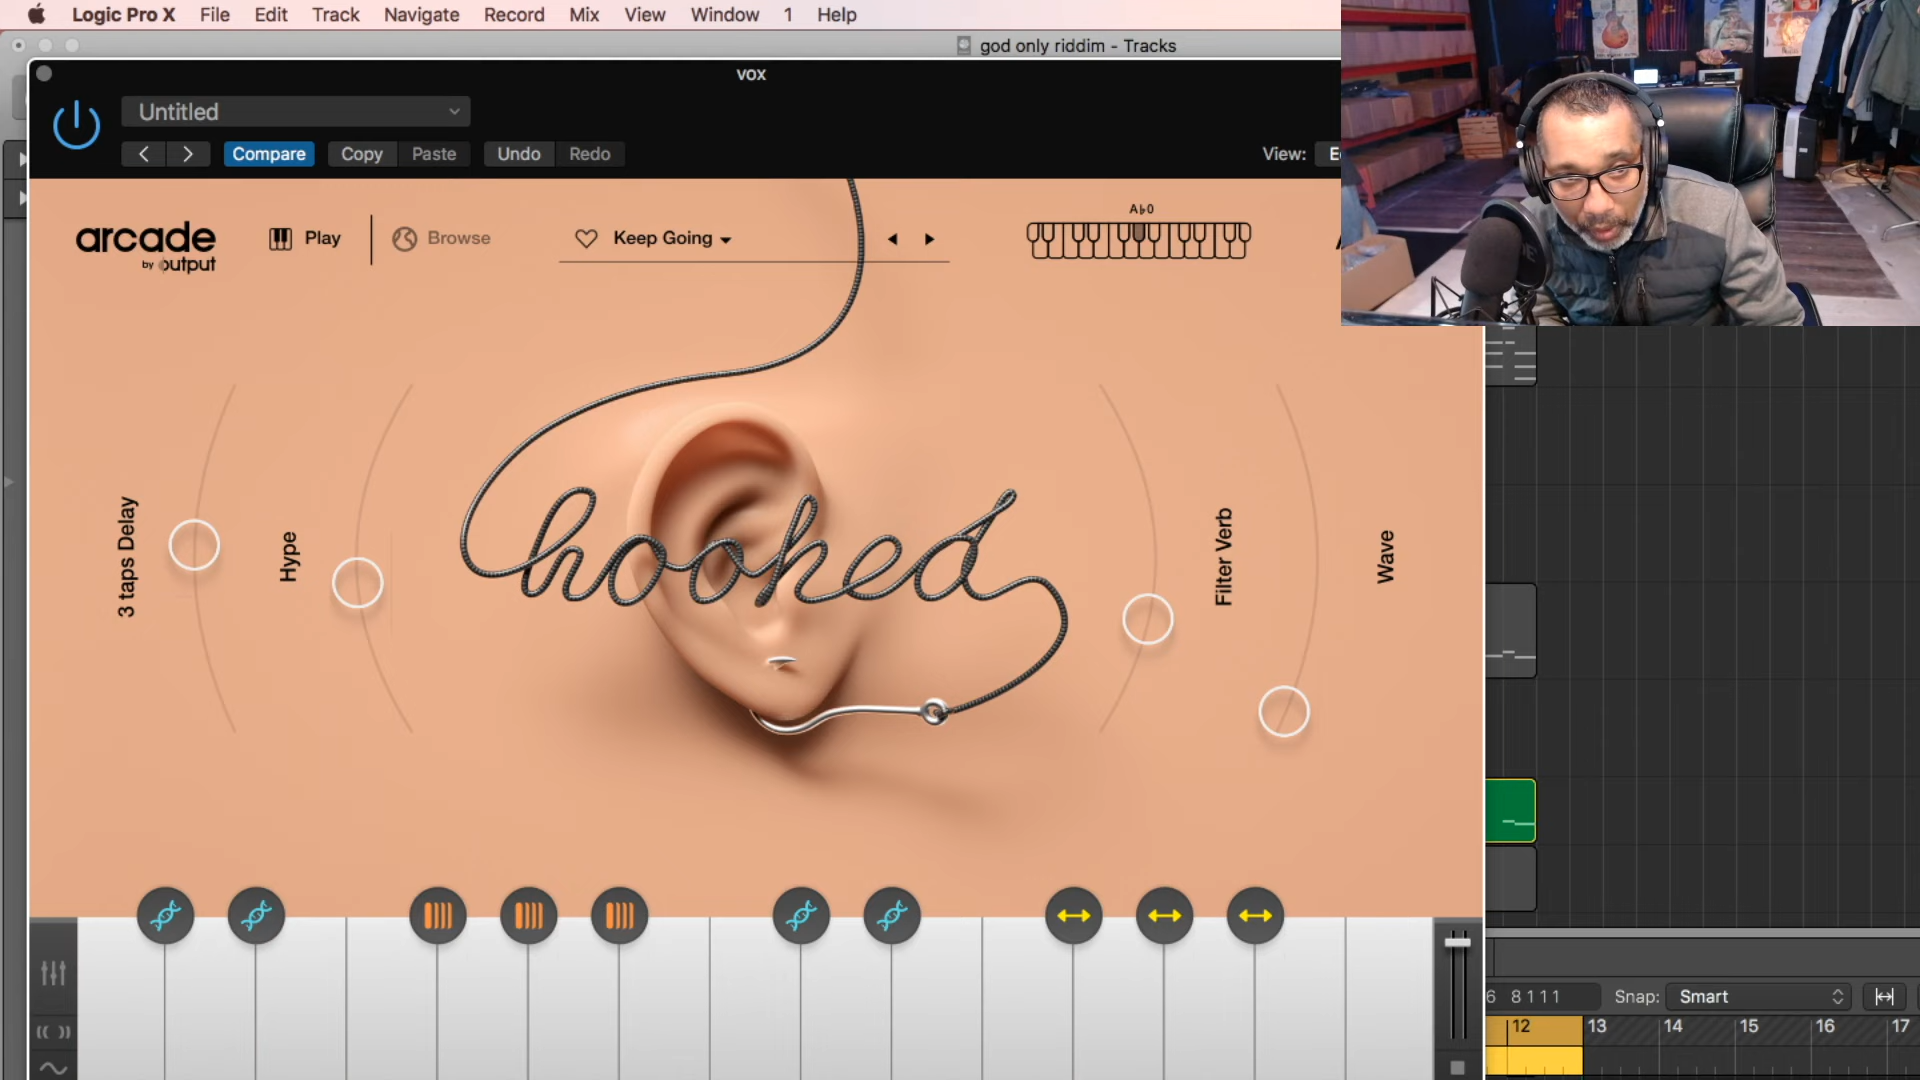 Logic Pro X File Edit Track Navigate Record Mix View Window 1 Help
god only riddim - Tracks
vox
Untitled
Compare Copy Paste Undo Redo View:
arcade
by output
Play Browse Keep Going
A♭0
hooked
3 taps Delay
Hype
Filter Verb
Wave
6 8 1 1 1 Snap: Smart
12 13 14 15 16 17